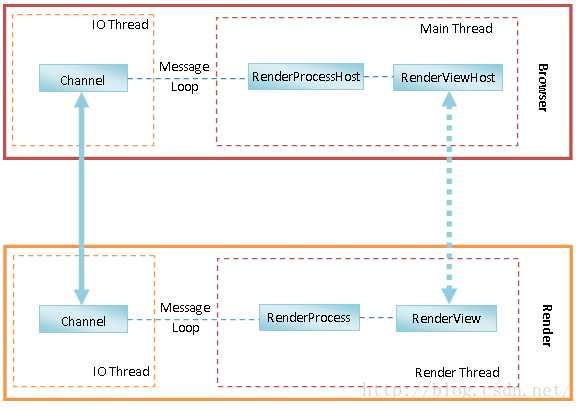 IO Thread
Main Thread
Channel
Message
Loop
RenderProcessHost
RenderViewHost
Browser
Channel
Message
Loop
RenderProcess
RenderView
Render
IO Thread
Render Thread
http://blog.csdn.net/